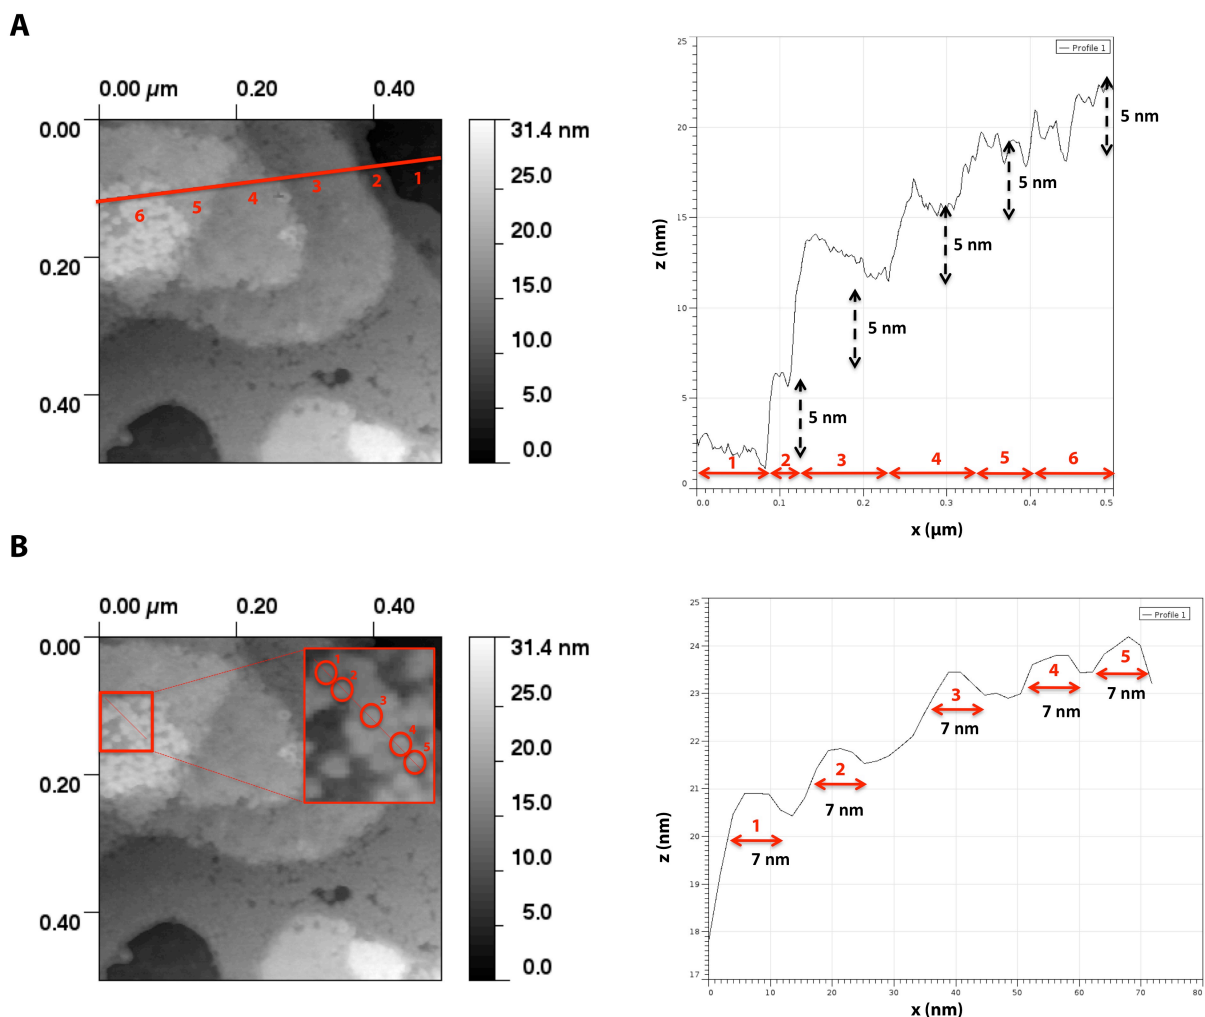 A
0.00 µm 0.20 0.40
0.00
0.20
0.40
1
2
3
4
5
6
31.4 nm
25.0
20.0
15.0
10.0
5.0
0.0
25
20
15
10
5
0
z (nm)
Profile 1
5 nm
5 nm
5 nm
5 nm
5 nm
1 2 3 4 5 6
0.0 0.1 0.2 0.3 0.4 0.5
x (µm)
B
0.00 µm 0.20 0.40
0.00
0.20
0.40
1
2
3
4
5
31.4 nm
25.0
20.0
15.0
10.0
5.0
0.0
25
24
23
22
21
20
19
18
17
z (nm)
Profile 1
5
7 nm
4
7 nm
3
7 nm
2
7 nm
1
7 nm
0 10 20 30 40 50 60 70 80
x (nm)